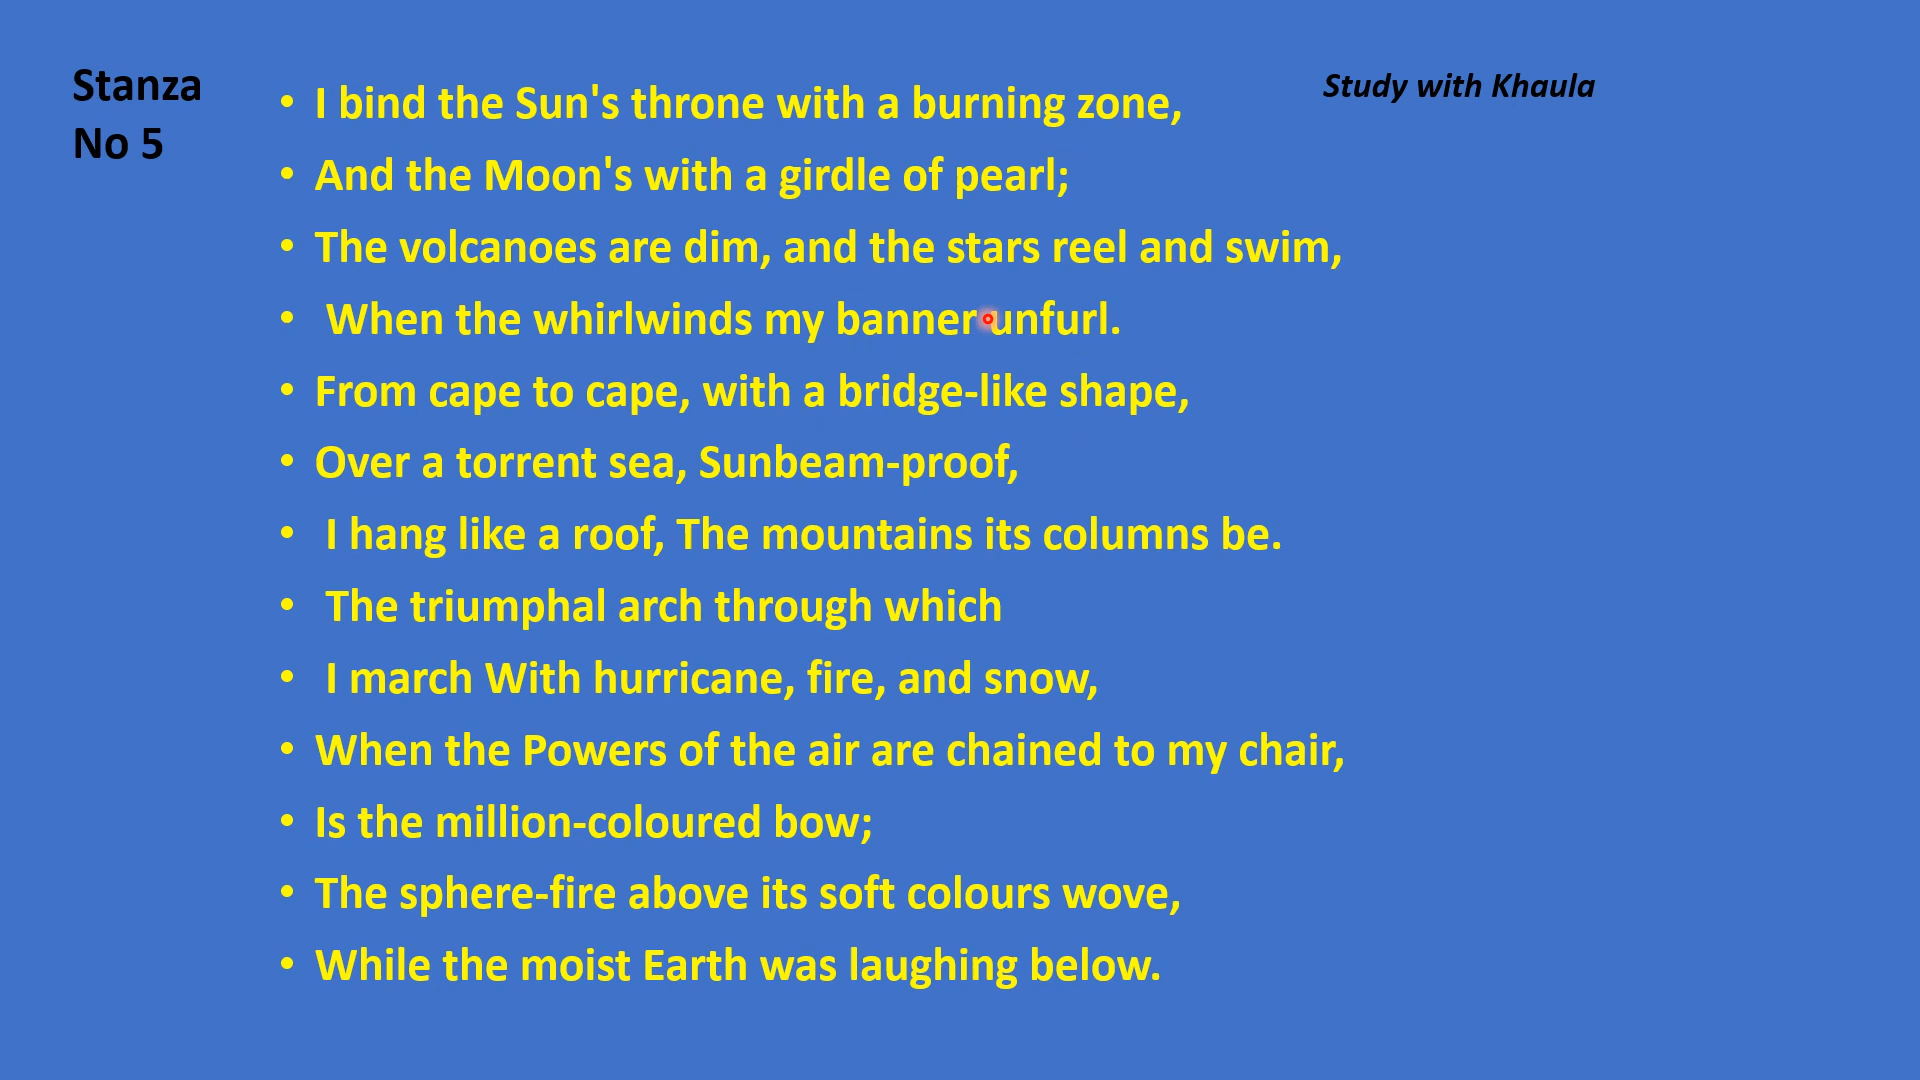 Stanza
No 5
Study with Khaula
• I bind the Sun's throne with a burning zone,
• And the Moon's with a girdle of pearl;
• The volcanoes are dim, and the stars reel and swim,
• When the whirlwinds my banner unfurl.
• From cape to cape, with a bridge-like shape,
• Over a torrent sea, Sunbeam-proof,
• I hang like a roof, The mountains its columns be.
• The triumphal arch through which
• I march With hurricane, fire, and snow,
• When the Powers of the air are chained to my chair,
• Is the million-coloured bow;
• The sphere-fire above its soft colours wove,
• While the moist Earth was laughing below.